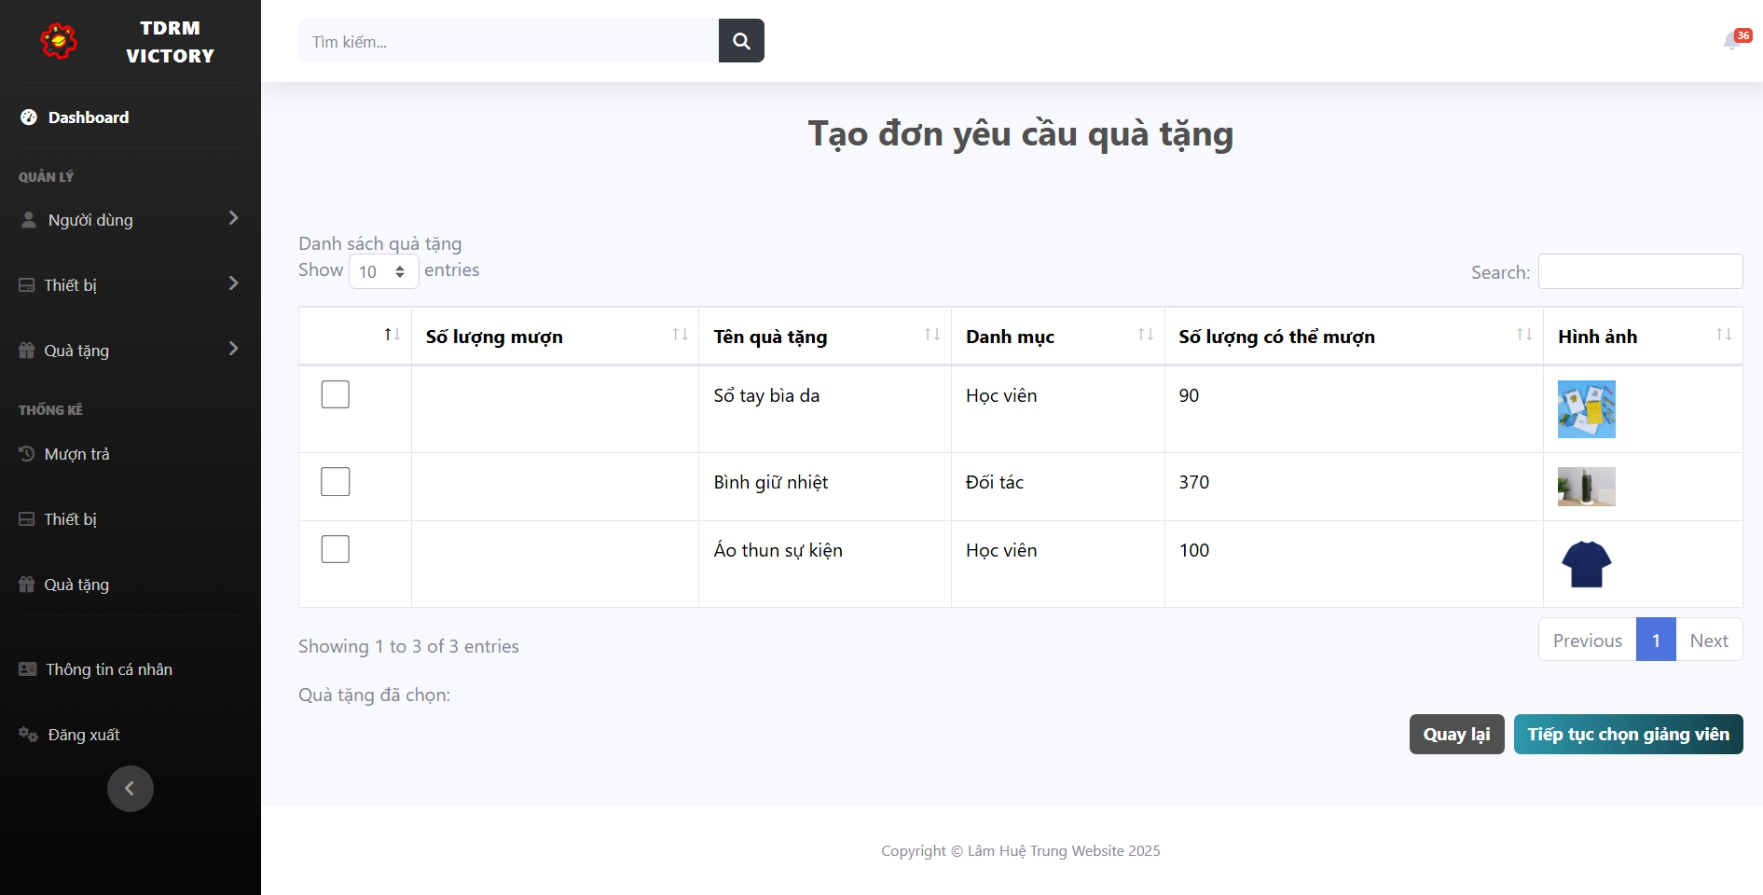 TDRM
VICTORY
Dashboard
QUẢN LÝ
Người dùng
Thiết bị
Quà tặng
THỐNG KÊ
Mượn trả
Thiết bị
Quà tặng
Thông tin cá nhân
Đăng xuất
Tìm kiếm...
36
Tạo đơn yêu cầu quà tặng
Danh sách quà tặng
Show 10 entries
Search:
Số lượng mượn Tên quà tặng Danh mục Số lượng có thể mượn Hình ảnh
Sổ tay bìa da Học viên 90
Bình giữ nhiệt Đối tác 370
Áo thun sự kiện Học viên 100
Showing 1 to 3 of 3 entries
Previous 1 Next
Quà tặng đã chọn:
Quay lại Tiếp tục chọn giảng viên
Copyright © Lâm Huệ Trung Website 2025